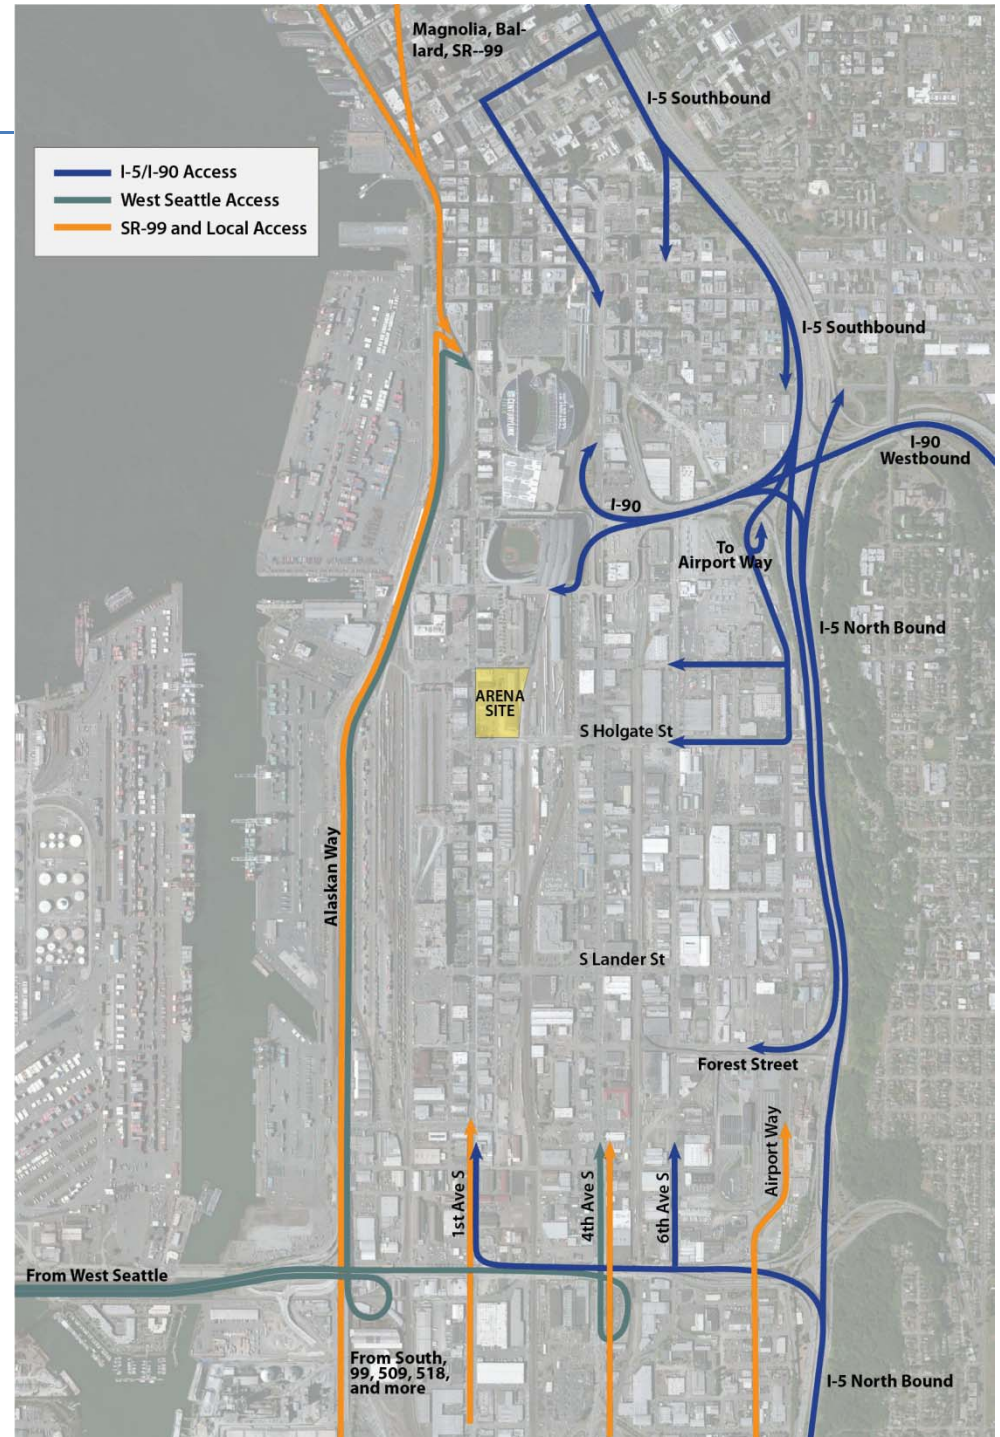 Magnolia, Bal-
lard, SR--99
I-5 Southbound
I-5/I-90 Access
West Seattle Access
SR-99 and Local Access
I-5 Southbound
I-90
Westbound
I-90
To
Airport Way
I-5 North Bound
ARENA
SITE
S Holgate St
Alaskan Way
S Lander St
Forest Street
1st Ave S
4th Ave S
6th Ave S
Airport Way
From West Seattle
From South,
99, 509, 518,
and more
I-5 North Bound